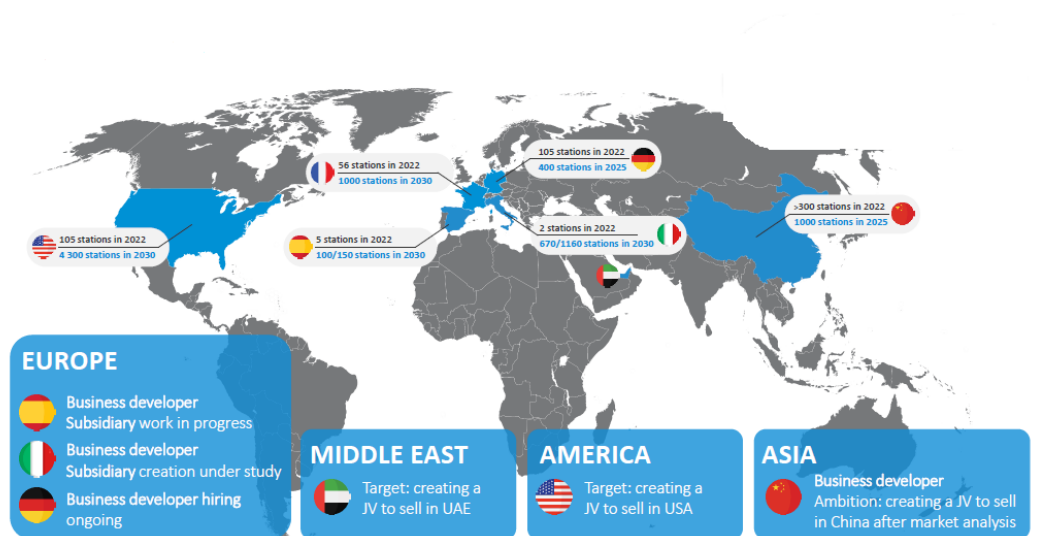 105 stations in 2022
400 stations in 2025
56 stations in 2022
1000 stations in 2030
>300 stations in 2022
1000 stations in 2025
105 stations in 2022
4 300 stations in 2030
5 stations in 2022
100/150 stations in 2030
2 stations in 2022
670/1160 stations in 2030
EUROPE
Business developer
Subsidiary work in progress
Business developer
Subsidiary creation under study
Business developer hiring
ongoing
MIDDLE EAST
Target: creating a
JV to sell in UAE
AMERICA
Target: creating a
JV to sell in USA
ASIA
Business developer
Ambition: creating a JV to sell
in China after market analysis